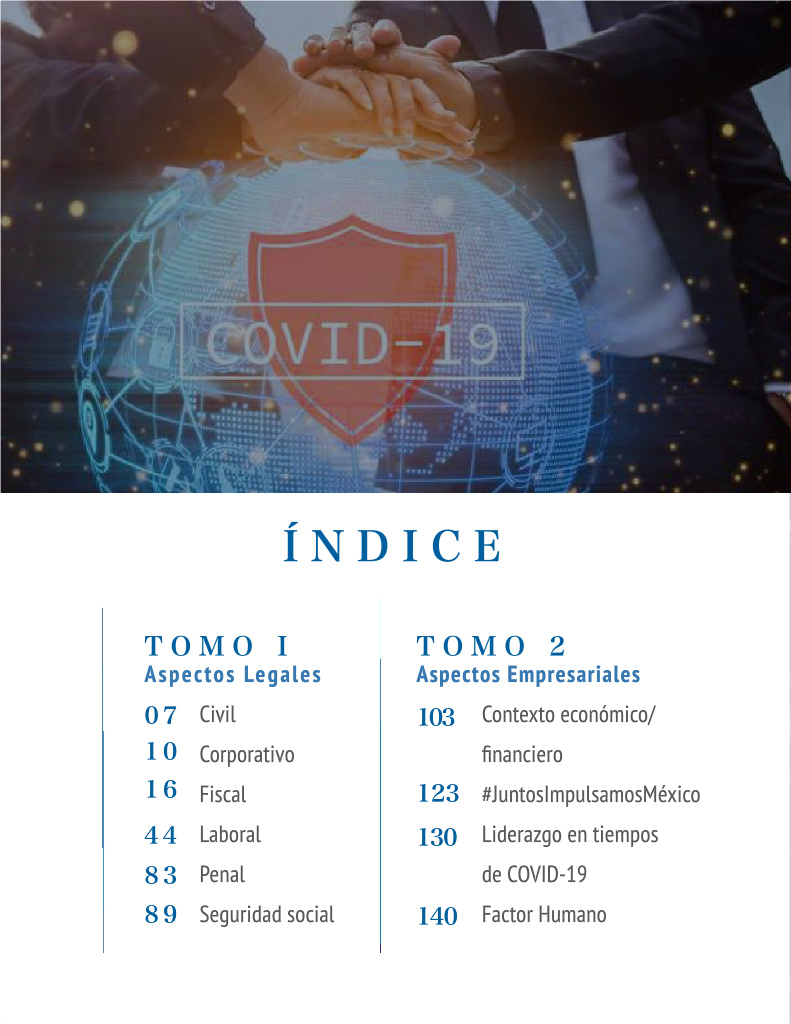 COVID-19
ÍNDICE
TOMO I
Aspectos Legales
07 Civil
10 Corporativo
16 Fiscal
44 Laboral
83 Penal
89 Seguridad social
TOMO 2
Aspectos Empresariales
103 Contexto económico/
financiero
123 #JuntosImpulsamosMéxico
130 Liderazgo en tiempos
de COVID-19
140 Factor Humano